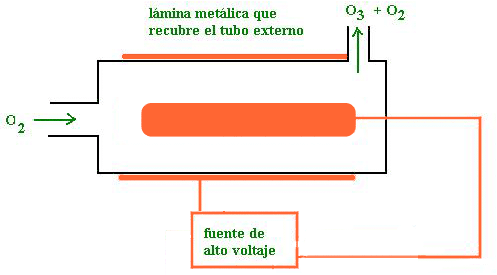 lámina metálica que
recubre el tubo externo
O3 + O2
O2
fuente de
alto voltaje